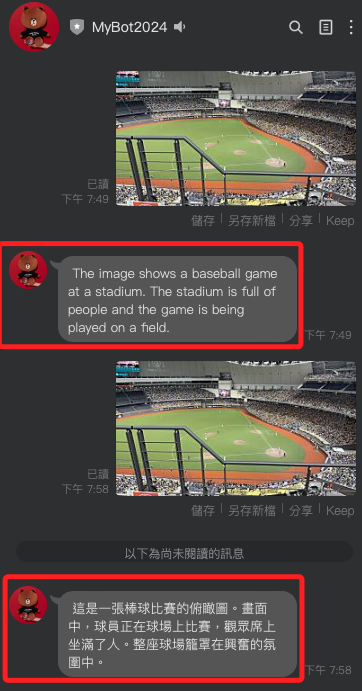 MyBot2024
已讀
下午 7:49
儲存 | 另存新檔 | 分享 | Keep
The image shows a baseball game
at a stadium. The stadium is full of
people and the game is being
played on a field.
下午 7:49
已讀
下午 7:58
儲存 | 另存新檔 | 分享 | Keep
以下為尚未閱讀的訊息
這是一張棒球比賽的俯瞰圖。畫面
中，球員正在球場上比賽，觀眾席上
坐滿了人。整座球場籠罩在興奮的氛
圍中。
下午 7:58